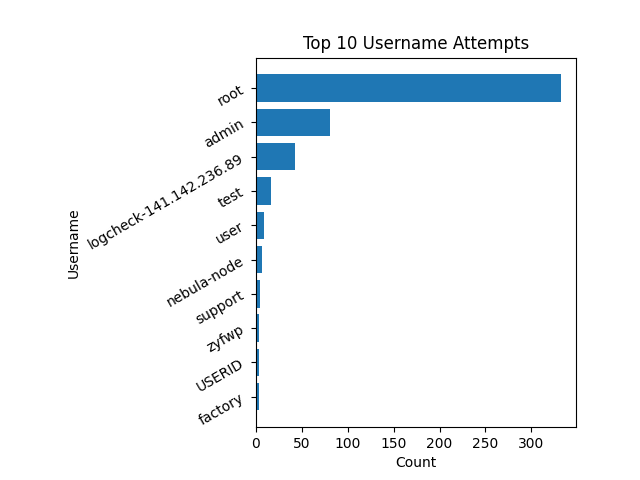 Top 10 Username Attempts
root
admin
logcheck-141.142.236.89
test
user
nebula-node
support
zyfwp
USERID
factory
Username
0 50 100 150 200 250 300
Count